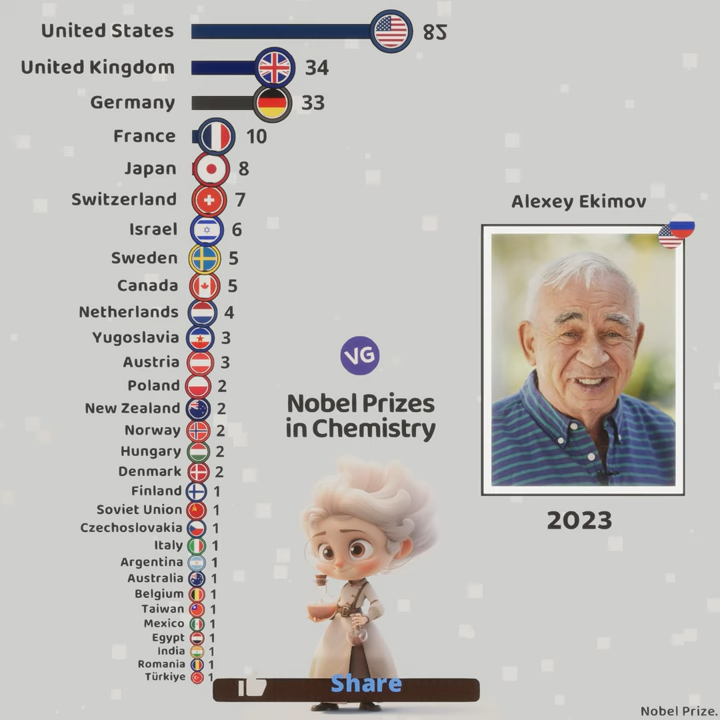 United States 82
United Kingdom 34
Germany 33
France 10
Japan 8
Switzerland 7
Israel 6
Sweden 5
Canada 5
Netherlands 4
Yugoslavia 3
Austria 3
Poland 2
New Zealand 2
Norway 2
Hungary 2
Denmark 2
Finland 1
Soviet Union 1
Czechoslovakia 1
Italy 1
Argentina 1
Australia 1
Belgium 1
Taiwan 1
Mexico 1
Egypt 1
India 1
Romania 1
Türkiye 1
Alexey Ekimov
2023
VG
Nobel Prizes
in Chemistry
Share
Nobel Prize.